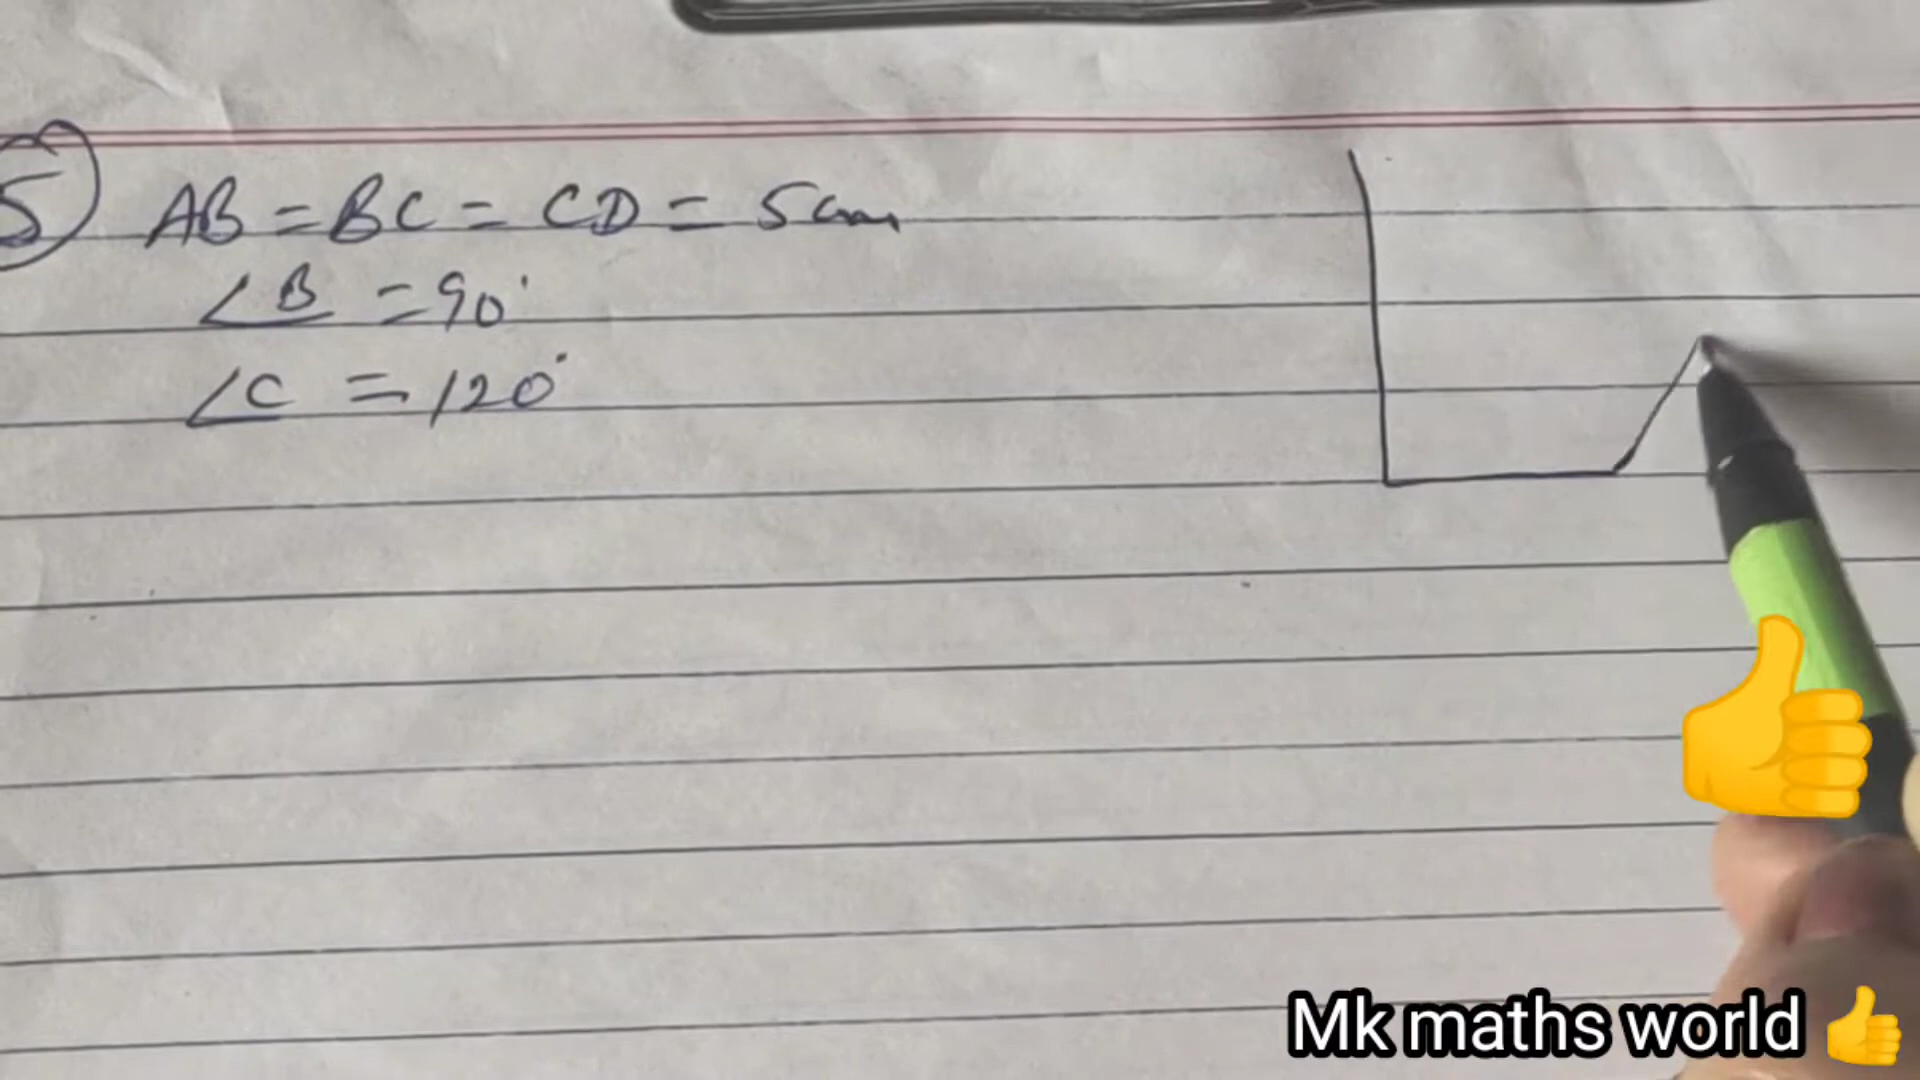 5) AB = BC = CD = 5cm
∠B = 90°
∠C = 120°
Mk maths world 👍